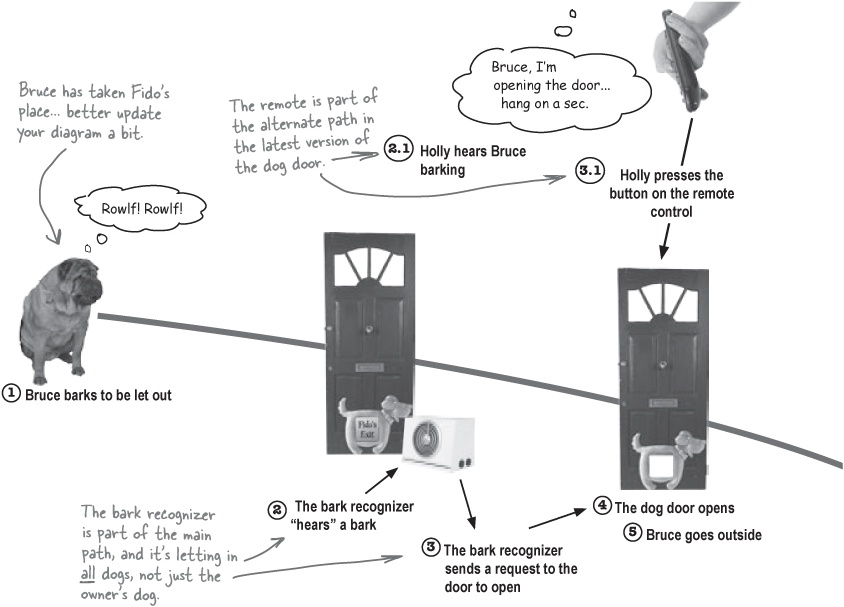 Bruce has taken Fido's
place... better update
your diagram a bit.
The remote is part of
the alternate path in
the latest version of
the dog door.
Bruce, I'm
opening the door...
hang on a sec.
2.1 Holly hears Bruce
barking
3.1 Holly presses the
button on the remote
control
Rowlf! Rowlf!
1 Bruce barks to be let out
Fido's
Exit
2 The bark recognizer
"hears" a bark
The bark recognizer
is part of the main
path, and it's letting in
all dogs, not just the
owner's dog.
3 The bark recognizer
sends a request to the
door to open
4 The dog door opens
5 Bruce goes outside